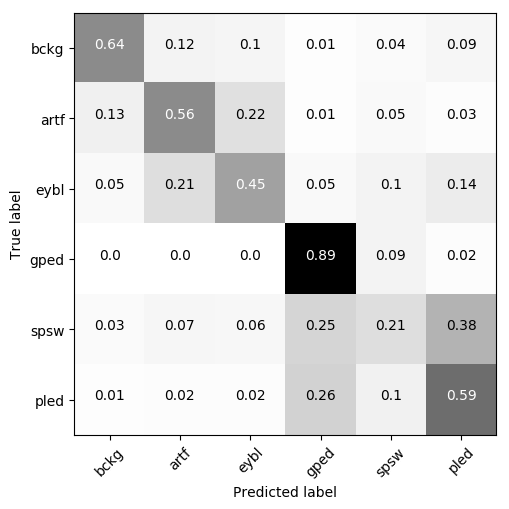 True label
bckg 0.64 0.12 0.1 0.01 0.04 0.09
artf 0.13 0.56 0.22 0.01 0.05 0.03
eybl 0.05 0.21 0.45 0.05 0.1 0.14
gped 0.0 0.0 0.0 0.89 0.09 0.02
spsw 0.03 0.07 0.06 0.25 0.21 0.38
pled 0.01 0.02 0.02 0.26 0.1 0.59
bckg artf eybl gped spsw pled
Predicted label